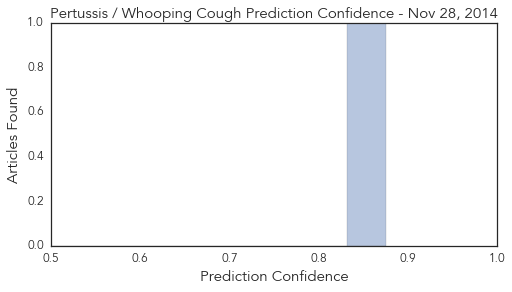 Pertussis / Whooping Cough Prediction Confidence - Nov 28, 2014
1.0
0.8
0.6
0.4
0.2
0.0
Articles Found
0.5 0.6 0.7 0.8 0.9 1.0
Prediction Confidence